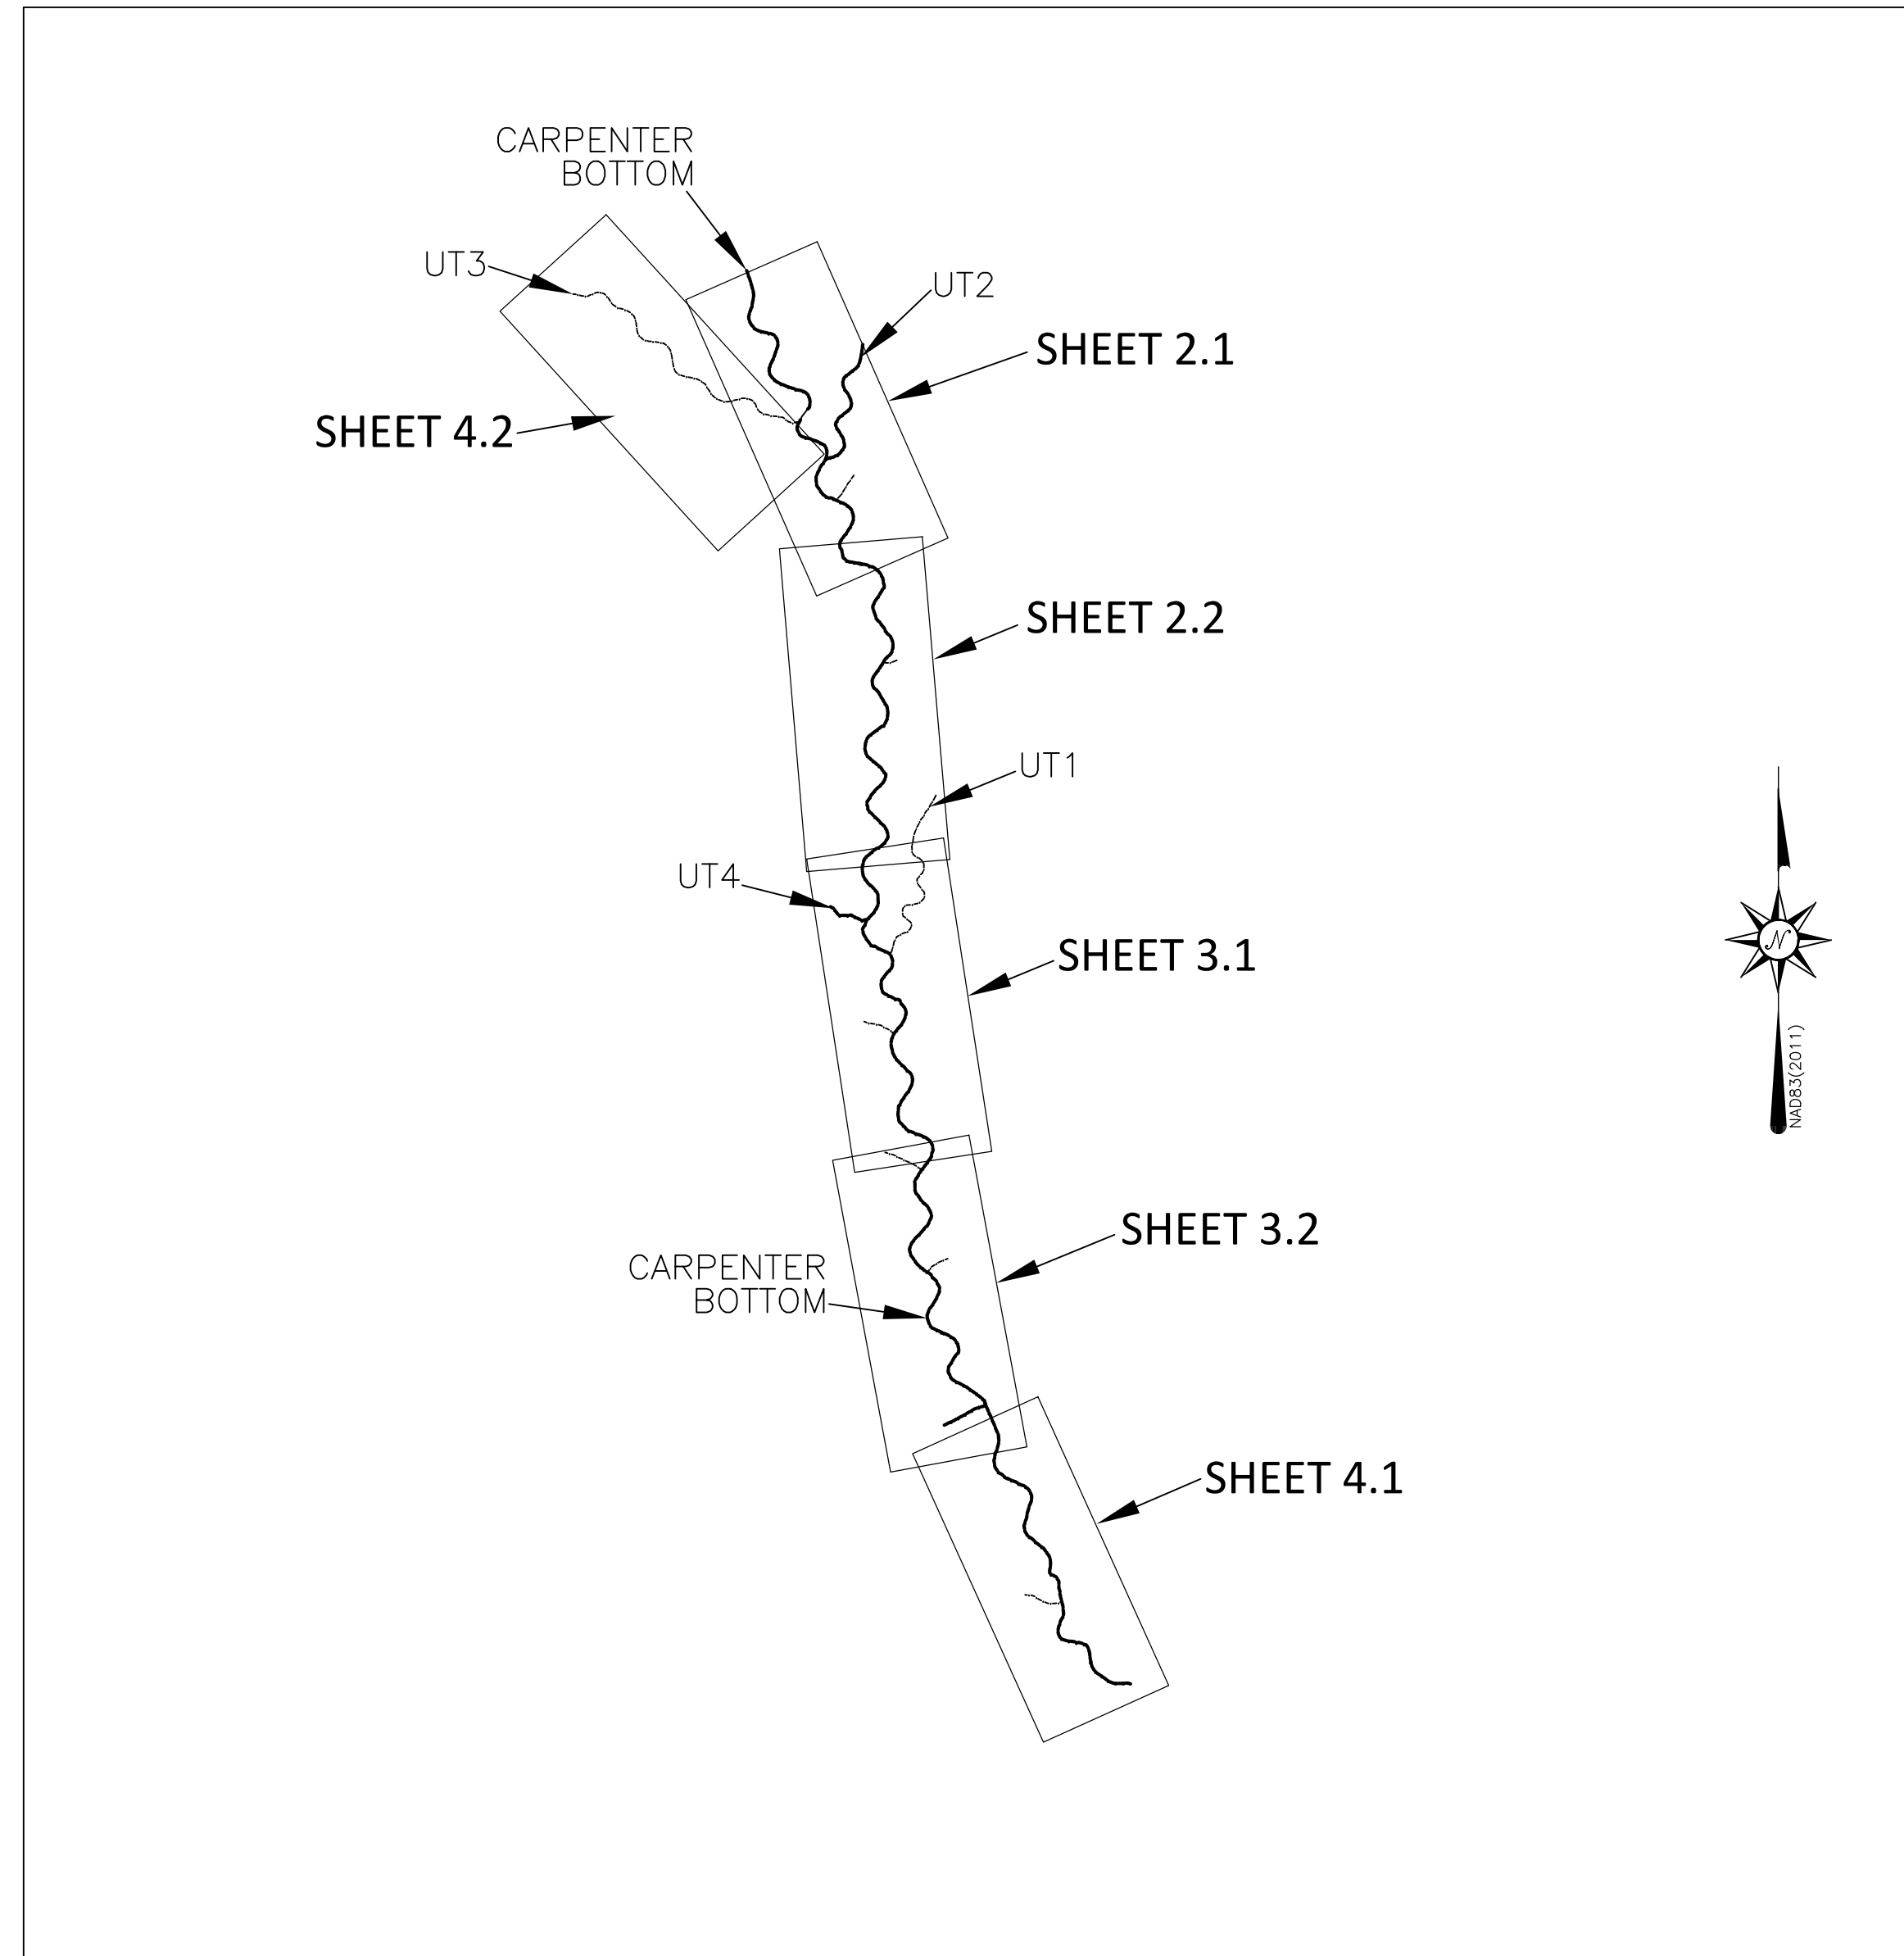 CARPENTER
BOTTOM
UT3
UT2
SHEET 2.1
SHEET 4.2
SHEET 2.2
UT1
UT4
SHEET 3.1
N
NAD83(2011)
SHEET 3.2
CARPENTER
BOTTOM
SHEET 4.1